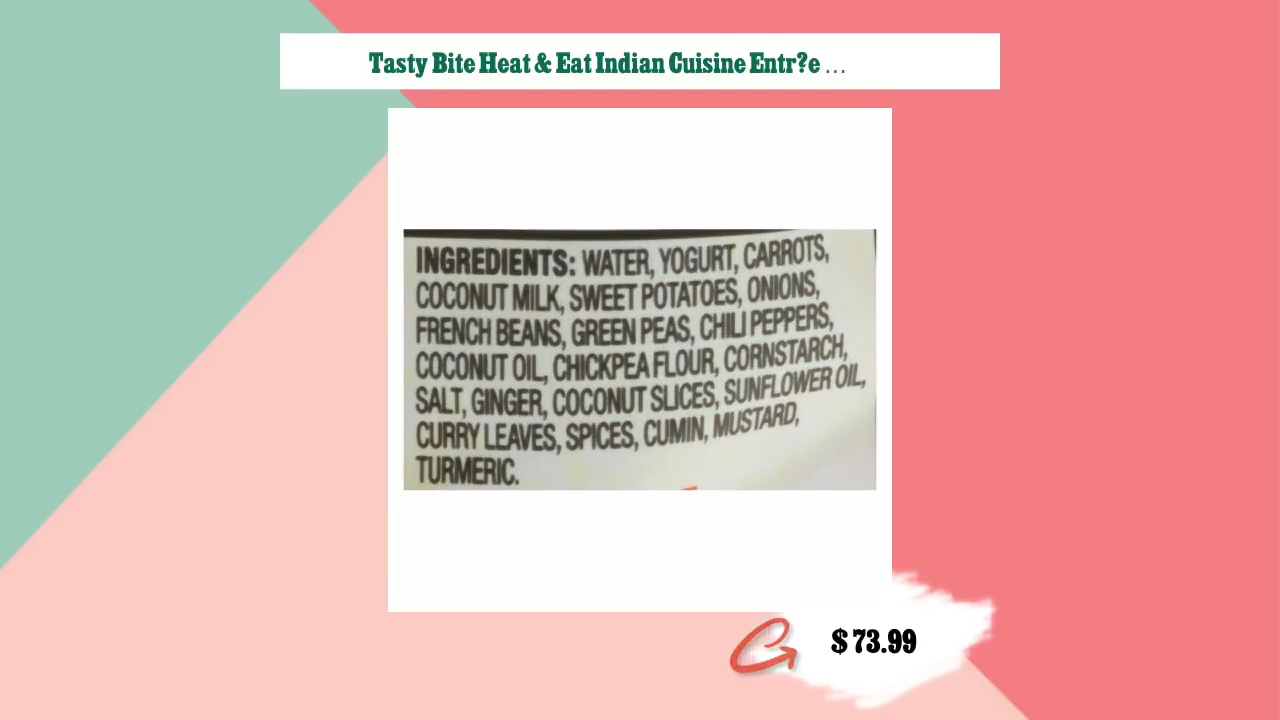 Tasty Bite Heat & Eat Indian Cuisine Entr?e ...
INGREDIENTS: WATER, YOGURT, CARROTS,
COCONUT MILK, SWEET POTATOES, ONIONS,
FRENCH BEANS, GREEN PEAS, CHILI PEPPERS,
COCONUT OIL, CHICKPEA FLOUR, CORNSTARCH,
SALT, GINGER, COCONUT SLICES, SUNFLOWER OIL,
CURRY LEAVES, SPICES, CUMIN, MUSTARD,
TURMERIC.
$ 73.99